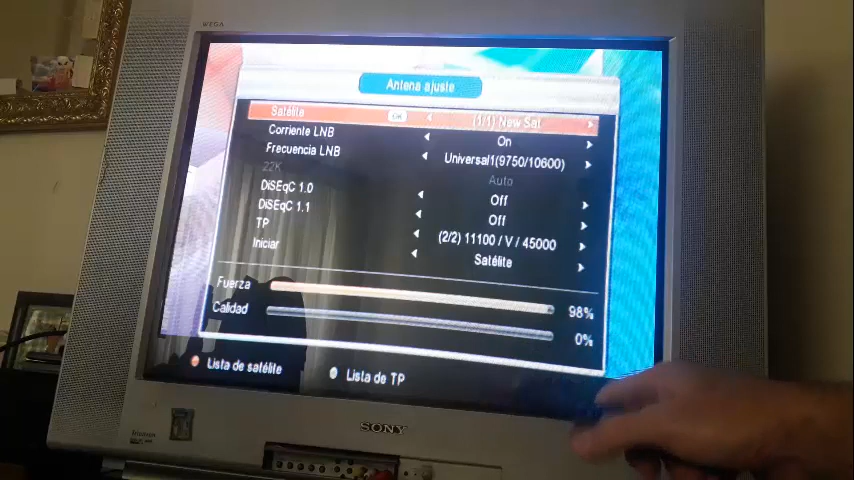 WEGA
Antena ajuste
Satélite OK (1/1) New Sat
Corriente LNB On
Frecuencia LNB Universal1(9750/10600)
22K Auto
DiSEqC 1.0 Off
DiSEqC 1.1 Off
TP (2/2) 11100 / V / 45000
Iniciar Satélite
Fuerza 98%
Calidad 0%
Lista de satélite Lista de TP
SONY